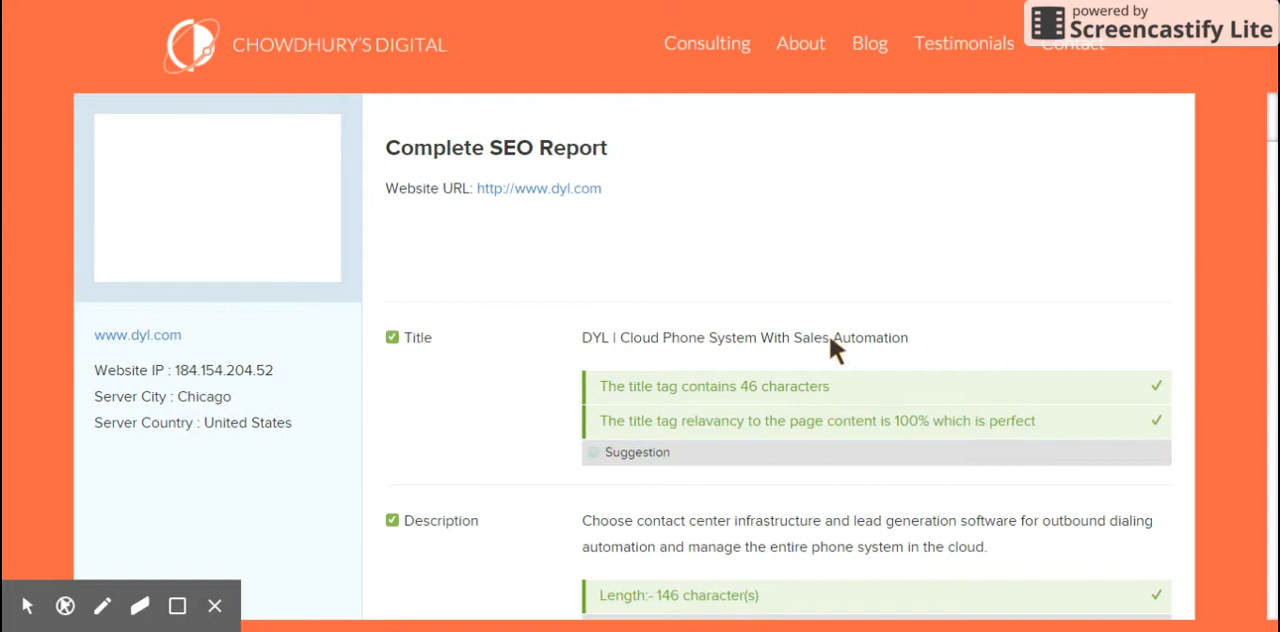 powered by
Screencastify Lite
CHOWDHURY'S DIGITAL
Consulting About Blog Testimonials Contact
Complete SEO Report
Website URL: http://www.dyl.com
www.dyl.com
Website IP : 184.154.204.52
Server City : Chicago
Server Country : United States
Title
DYL | Cloud Phone System With Sales Automation
The title tag contains 46 characters
The title tag relavancy to the page content is 100% which is perfect
Suggestion
Description
Choose contact center infrastructure and lead generation software for outbound dialing
automation and manage the entire phone system in the cloud.
Length:- 146 character(s)